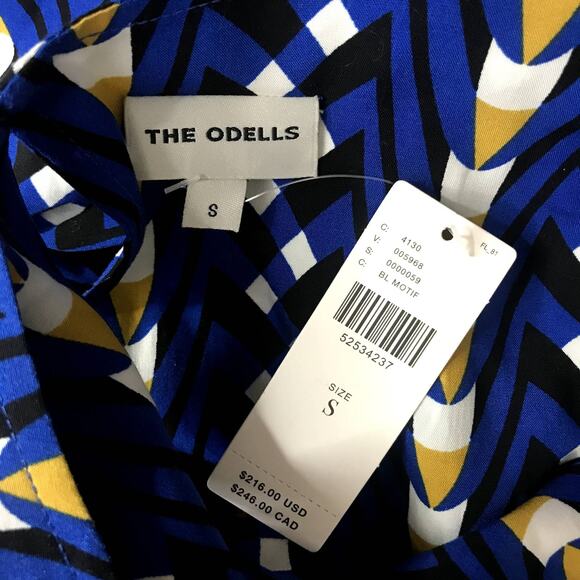 THE ODELLS
S
FL_81
C: 4130
V: 005968
S: 0000059
C: BL MOTIF
52534237
SIZE
S
$216.00 USD
$246.00 CAD